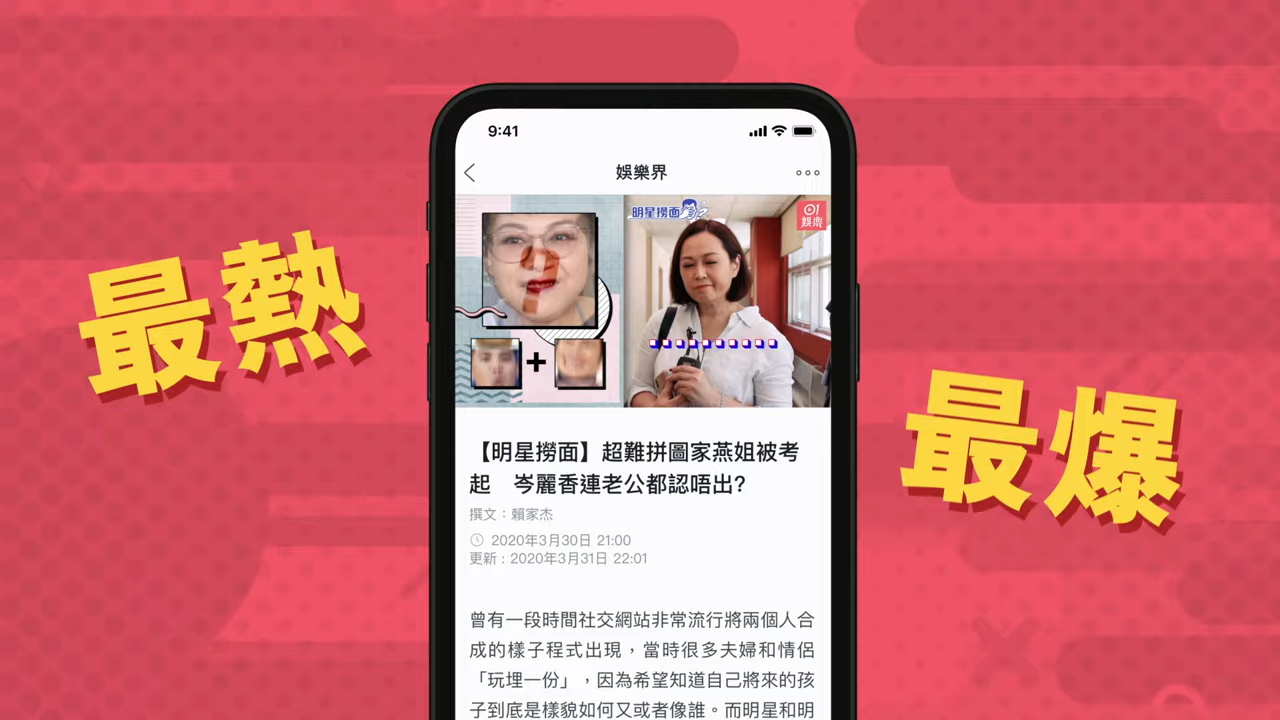 9:41
娛樂界
明星撈面
01
娛樂
最熱
最爆
【明星撈面】超難拼圖家燕姐被考
起 岑麗香連老公都認唔出?
撰文：賴家杰
2020年3月30日 21:00
更新 : 2020年3月31日 22:01
曾有一段時間社交網站非常流行將兩個人合
成的樣子程式出現，當時很多夫婦和情侶
「玩埋一份」，因為希望知道自己將來的孩
子到底是樣貌如何又或者像誰。而明星和明